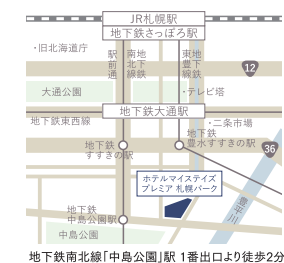 JR札幌駅
地下鉄さっぽろ駅
・旧北海道庁
駅前通
南北線
地下鉄
東豊線
地下鉄
12
大通公園
・テレビ塔
地下鉄大通駅
地下鉄東西線
・二条市場
地下鉄
すすきの駅
地下鉄
豊水すすきの駅
36
ホテルマイステイズ
プレミア 札幌パーク
豊平川
地下鉄
中島公園駅
中島公園
地下鉄南北線「中島公園」駅 1番出口より徒歩2分